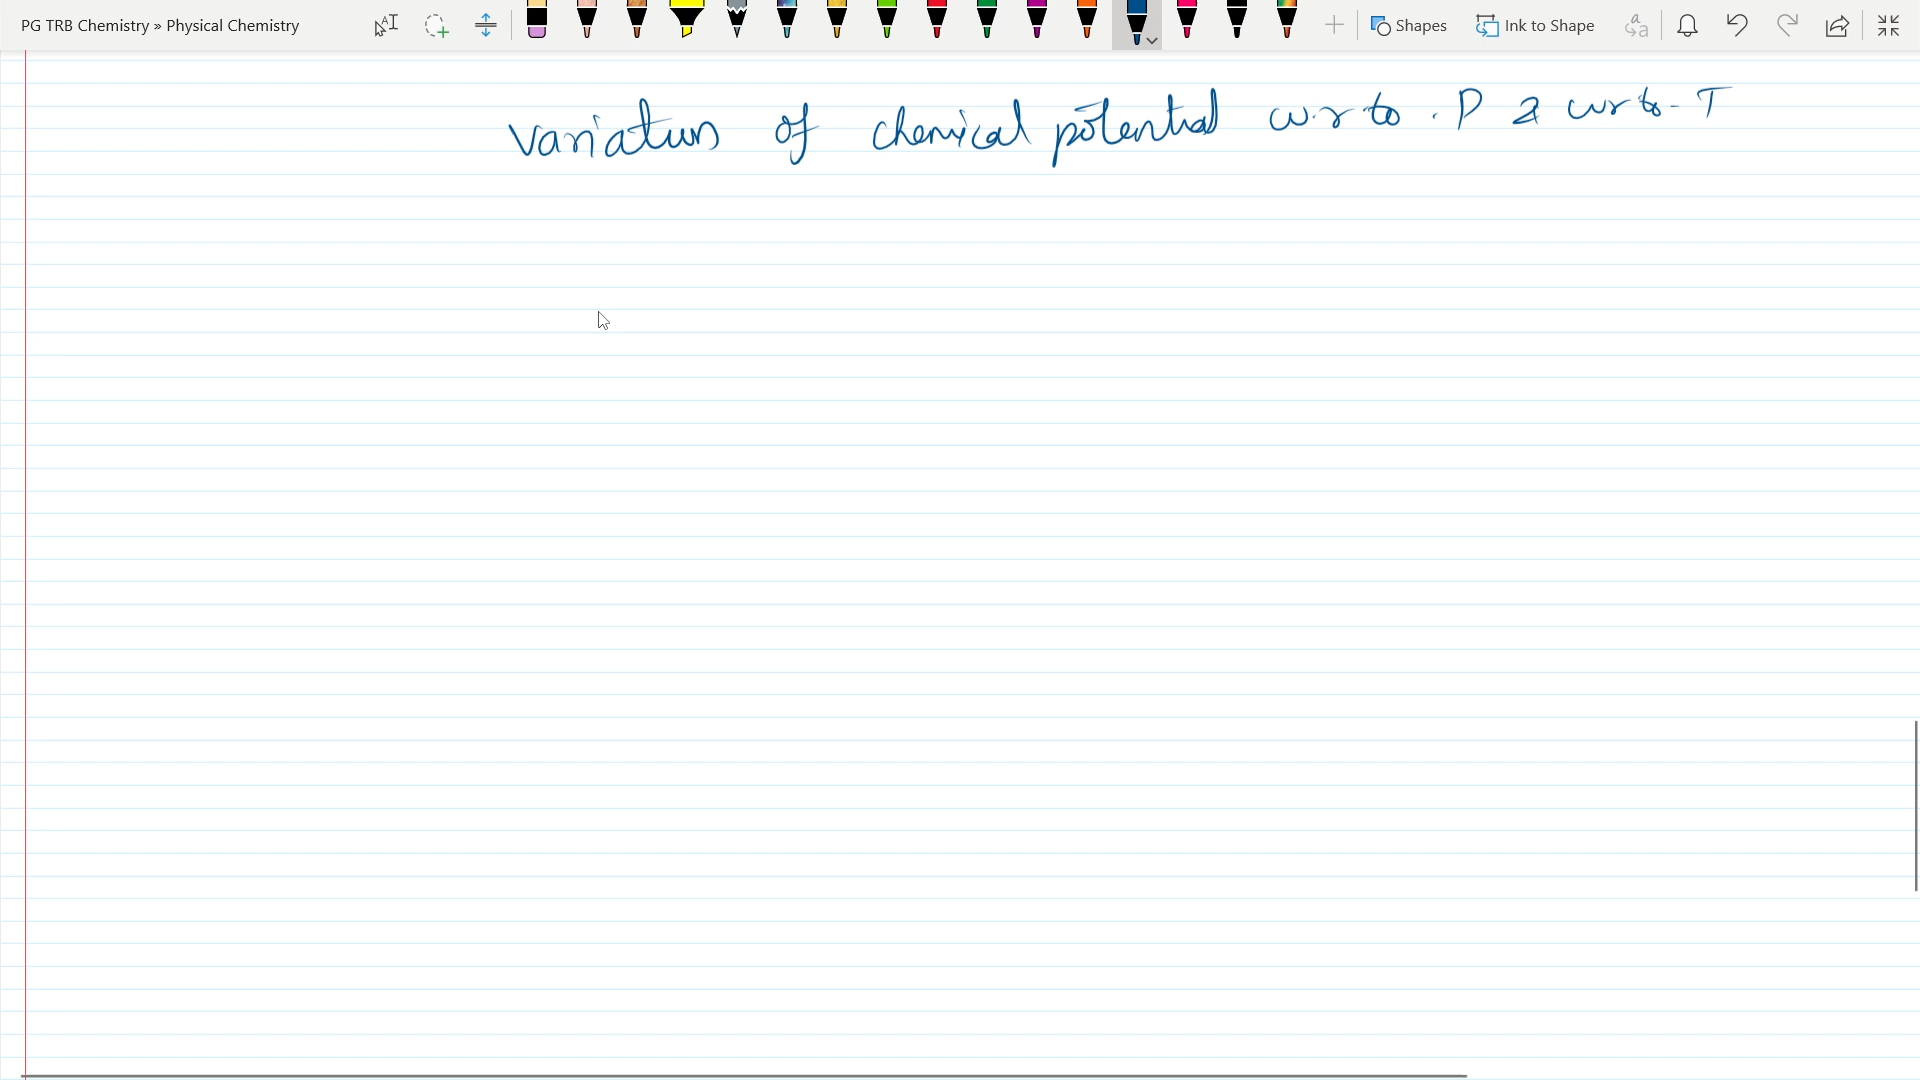 PG TRB Chemistry » Physical Chemistry Shapes Ink to Shape
Variation of chemical potential w.r to . P & w r to - T